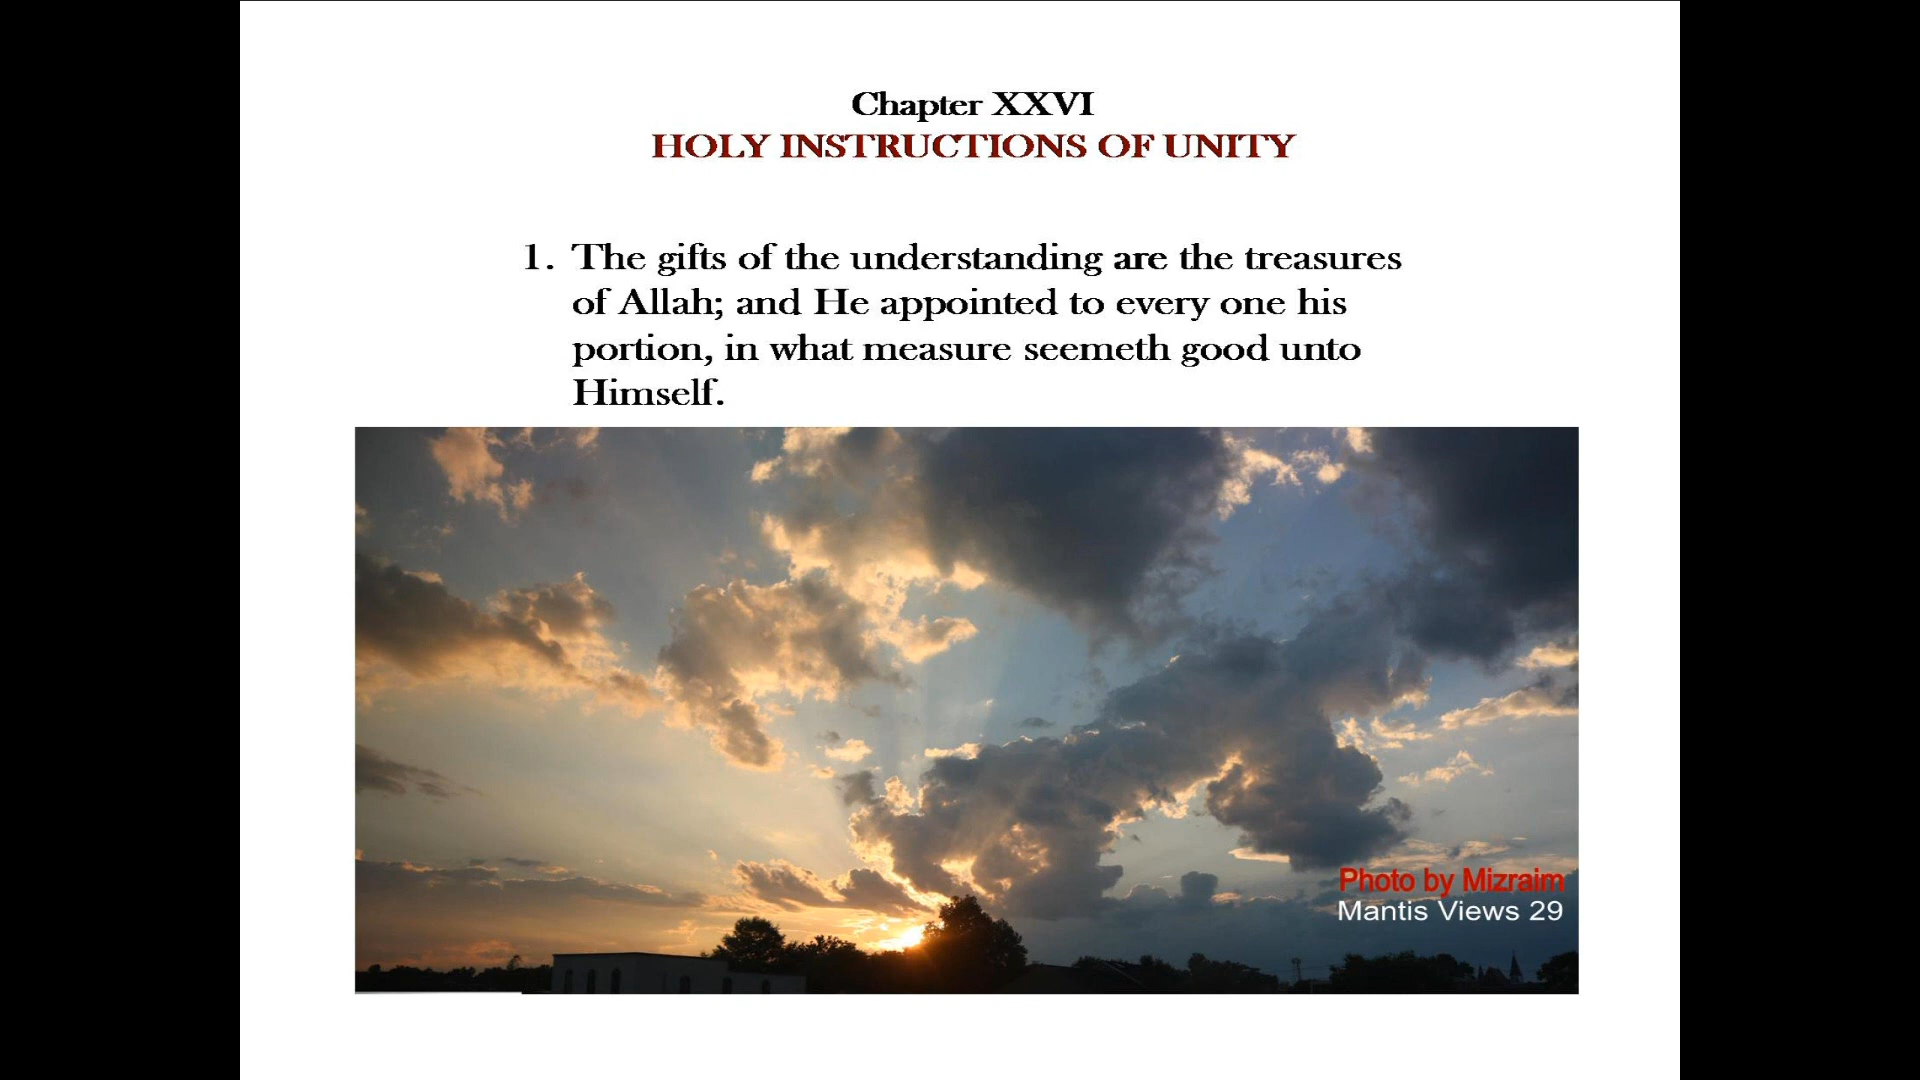 Chapter XXVI
HOLY INSTRUCTIONS OF UNITY
1. The gifts of the understanding are the treasures
of Allah; and He appointed to every one his
portion, in what measure seemeth good unto
Himself.
Photo by Mizraim
Mantis Views 29